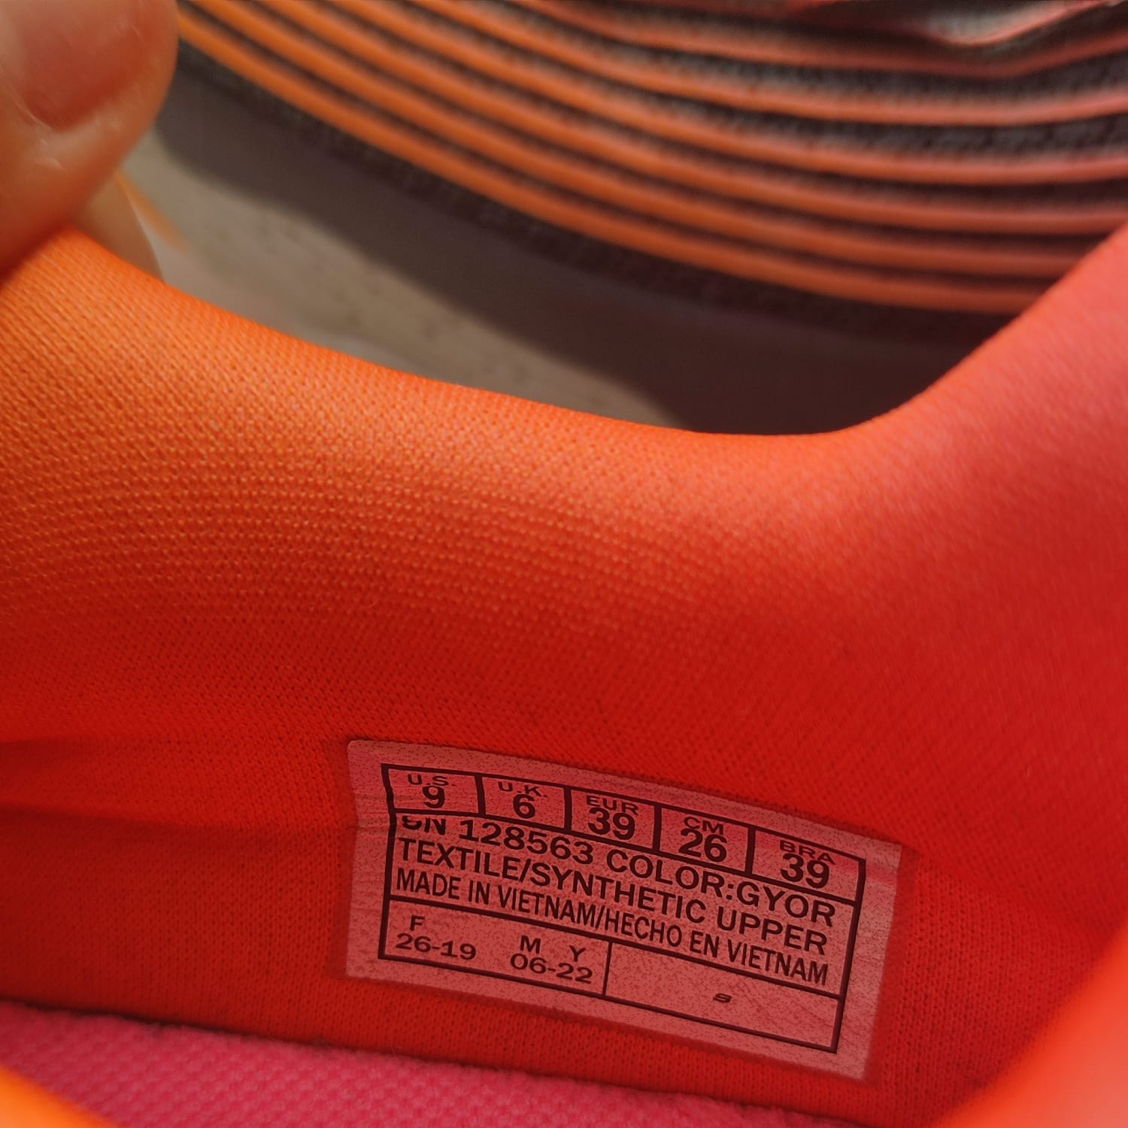 U.S. U.K. EUR CM BRA
9 6 39 26 39
SN 128563 COLOR:GYOR
TEXTILE/SYNTHETIC UPPER
MADE IN VIETNAM/HECHO EN VIETNAM
F M Y
26-19 06-22
s